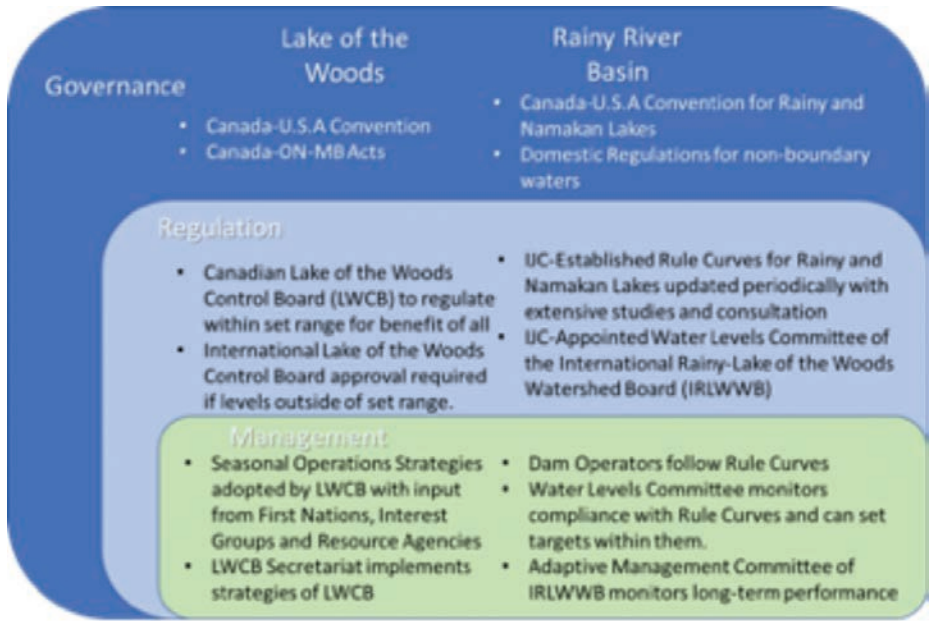 Lake of the
Woods
Rainy River
Basin
Governance
• Canada-U.S.A Convention
• Canada-ON-MB Acts
• Canada-U.S.A Convention for Rainy and
Namakan Lakes
• Domestic Regulations for non-boundary
waters
Regulation
• Canadian Lake of the Woods
Control Board (LWCB) to regulate
within set range for benefit of all
• International Lake of the Woods
Control Board approval required
if levels outside of set range.
• IJC-Established Rule Curves for Rainy and
Namakan Lakes updated periodically with
extensive studies and consultation
• IJC-Appointed Water Levels Committee of
the International Rainy-Lake of the Woods
Watershed Board (IRLWWB)
Management
• Seasonal Operations Strategies
adopted by LWCB with input
from First Nations, Interest
Groups and Resource Agencies
• LWCB Secretariat implements
strategies of LWCB
• Dam Operators follow Rule Curves
• Water Levels Committee monitors
compliance with Rule Curves and can set
targets within them.
• Adaptive Management Committee of
IRLWWB monitors long-term performance